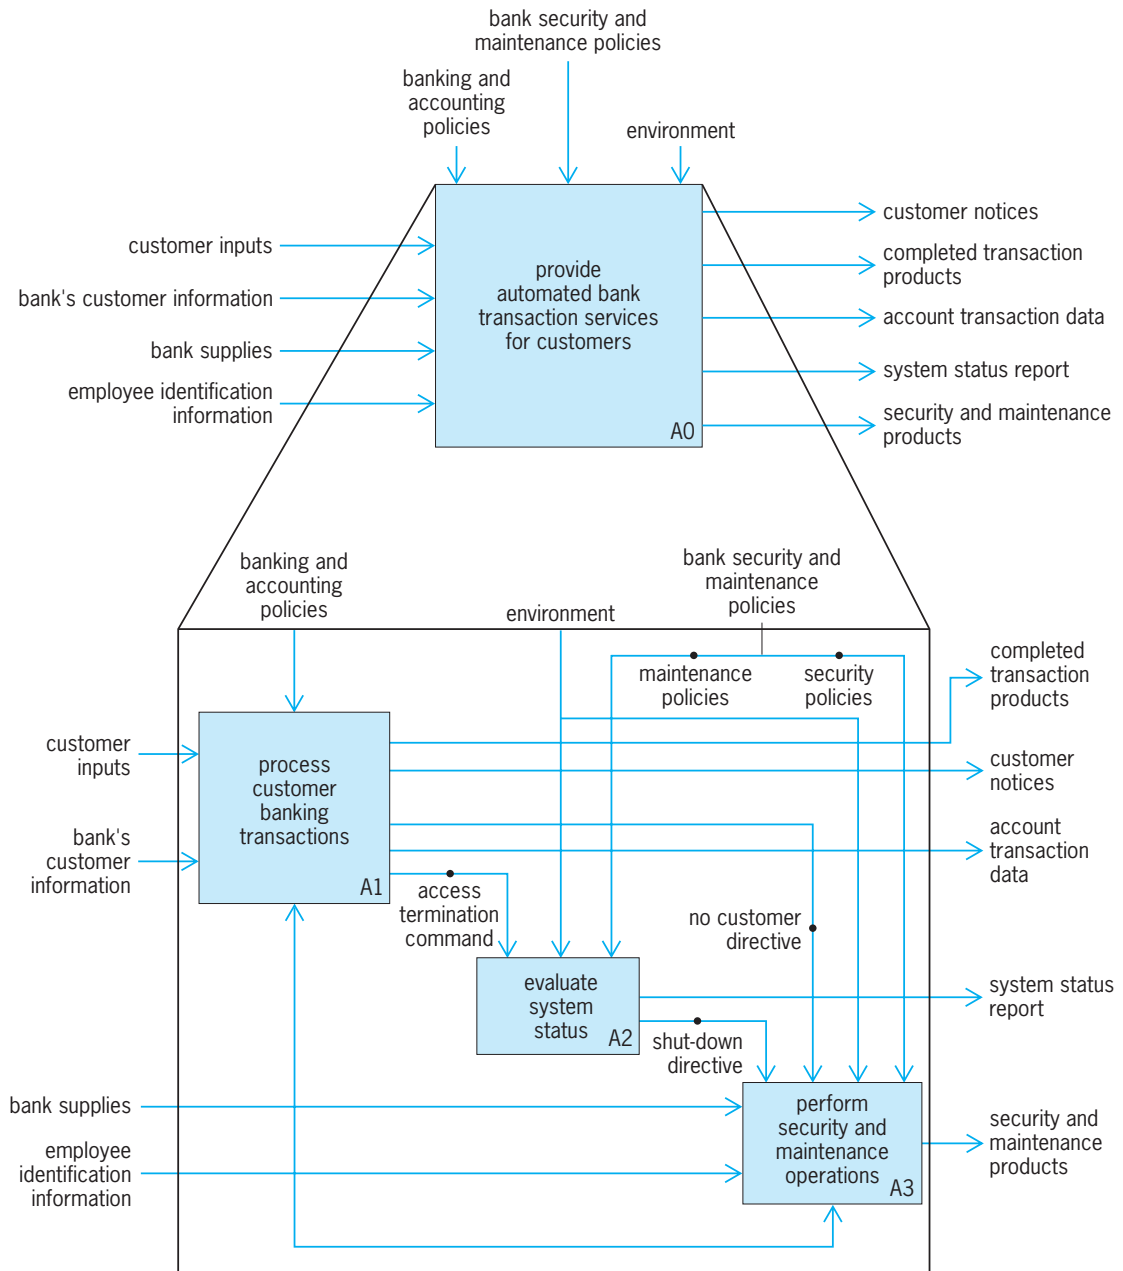 bank security and
maintenance policies
banking and
accounting
policies
environment
customer inputs
bank's customer information
bank supplies
employee identification
information
provide
automated bank
transaction services
for customers
A0
customer notices
completed transaction
products
account transaction data
system status report
security and maintenance
products
banking and
accounting
policies
environment
bank security and
maintenance
policies
maintenance
policies
security
policies
completed
transaction
products
customer
inputs
process
customer
banking
transactions
A1
customer
notices
bank's
customer
information
account
transaction
data
access
termination
command
no customer
directive
evaluate
system
status
A2
system status
report
shut-down
directive
bank supplies
employee
identification
information
perform
security and
maintenance
operations
A3
security and
maintenance
products